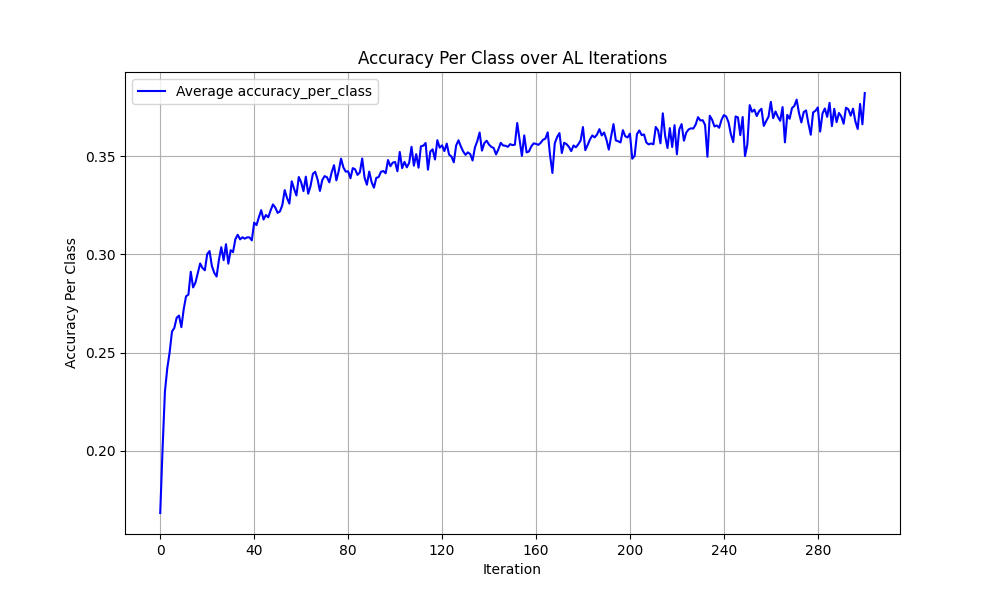 Accuracy Per Class over AL Iterations
Average accuracy_per_class
Accuracy Per Class
0.35
0.30
0.25
0.20
0 40 80 120 160 200 240 280
Iteration